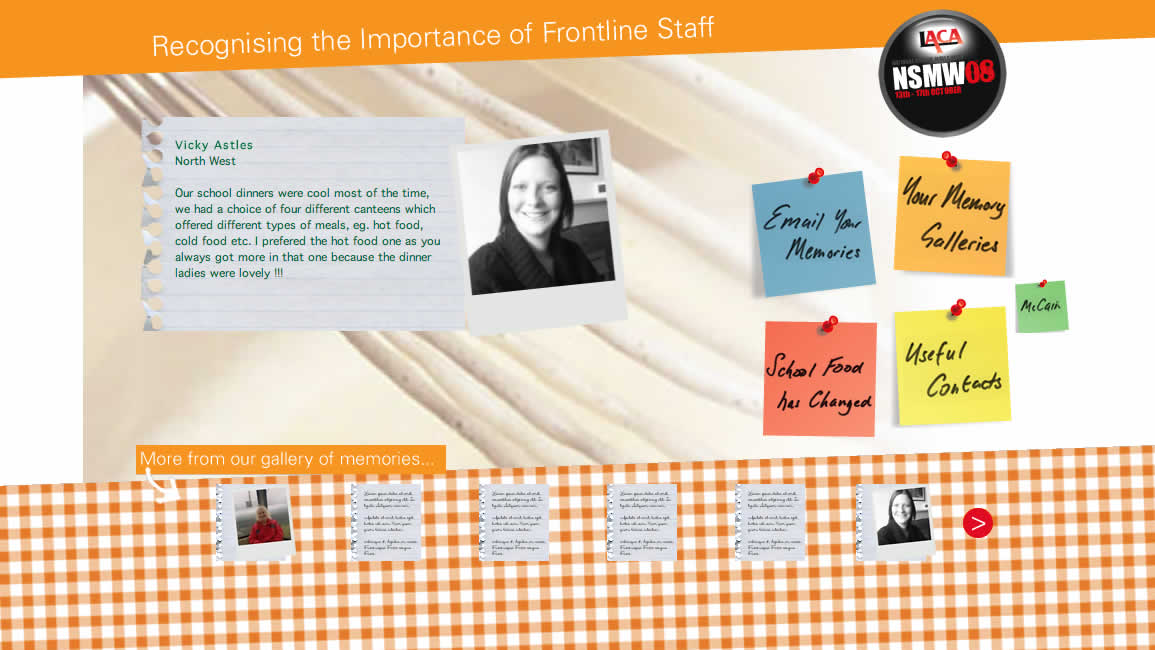 Recognising the Importance of Frontline Staff
LACA
NSMW08
13th - 17th OCTOBER
Vicky Astles
North West
Our school dinners were cool most of the time,
we had a choice of four different canteens which
offered different types of meals, eg. hot food,
cold food etc. I prefered the hot food one as you
always got more in that one because the dinner
ladies were lovely !!!
Email Your
Memories
Your Memory
Galleries
McCain
School Food
has Changed
Useful
Contacts
More from our gallery of memories...
>